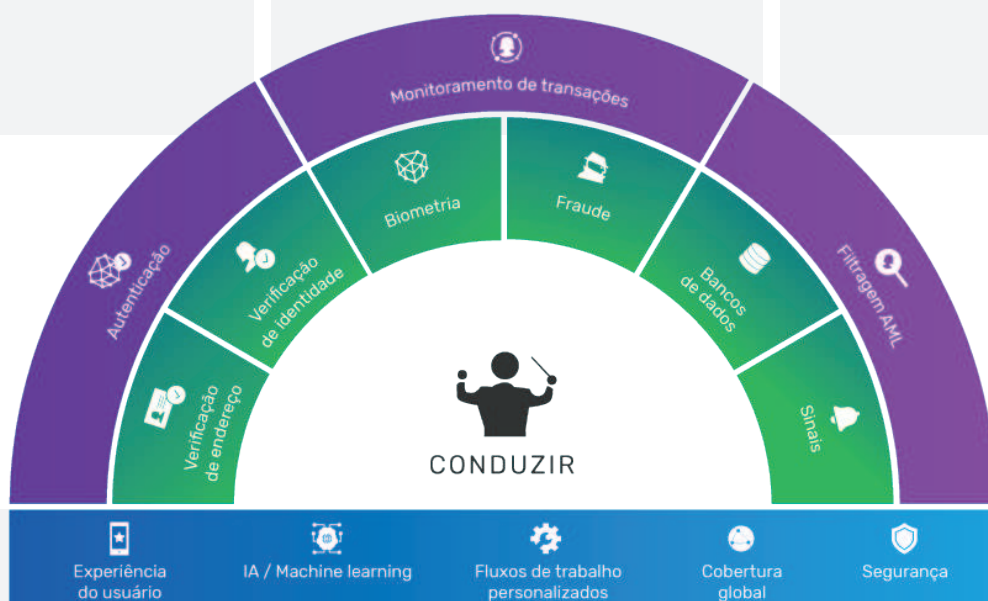 Monitoramento de transações
Autenticação
Filtragem AML
Verificação
de endereço
Verificação
de identidade
Biometria
Fraude
Bancos
de dados
Sinais
CONDUZIR
Experiência
do usuário
IA / Machine learning
Fluxos de trabalho
personalizados
Cobertura
global
Segurança